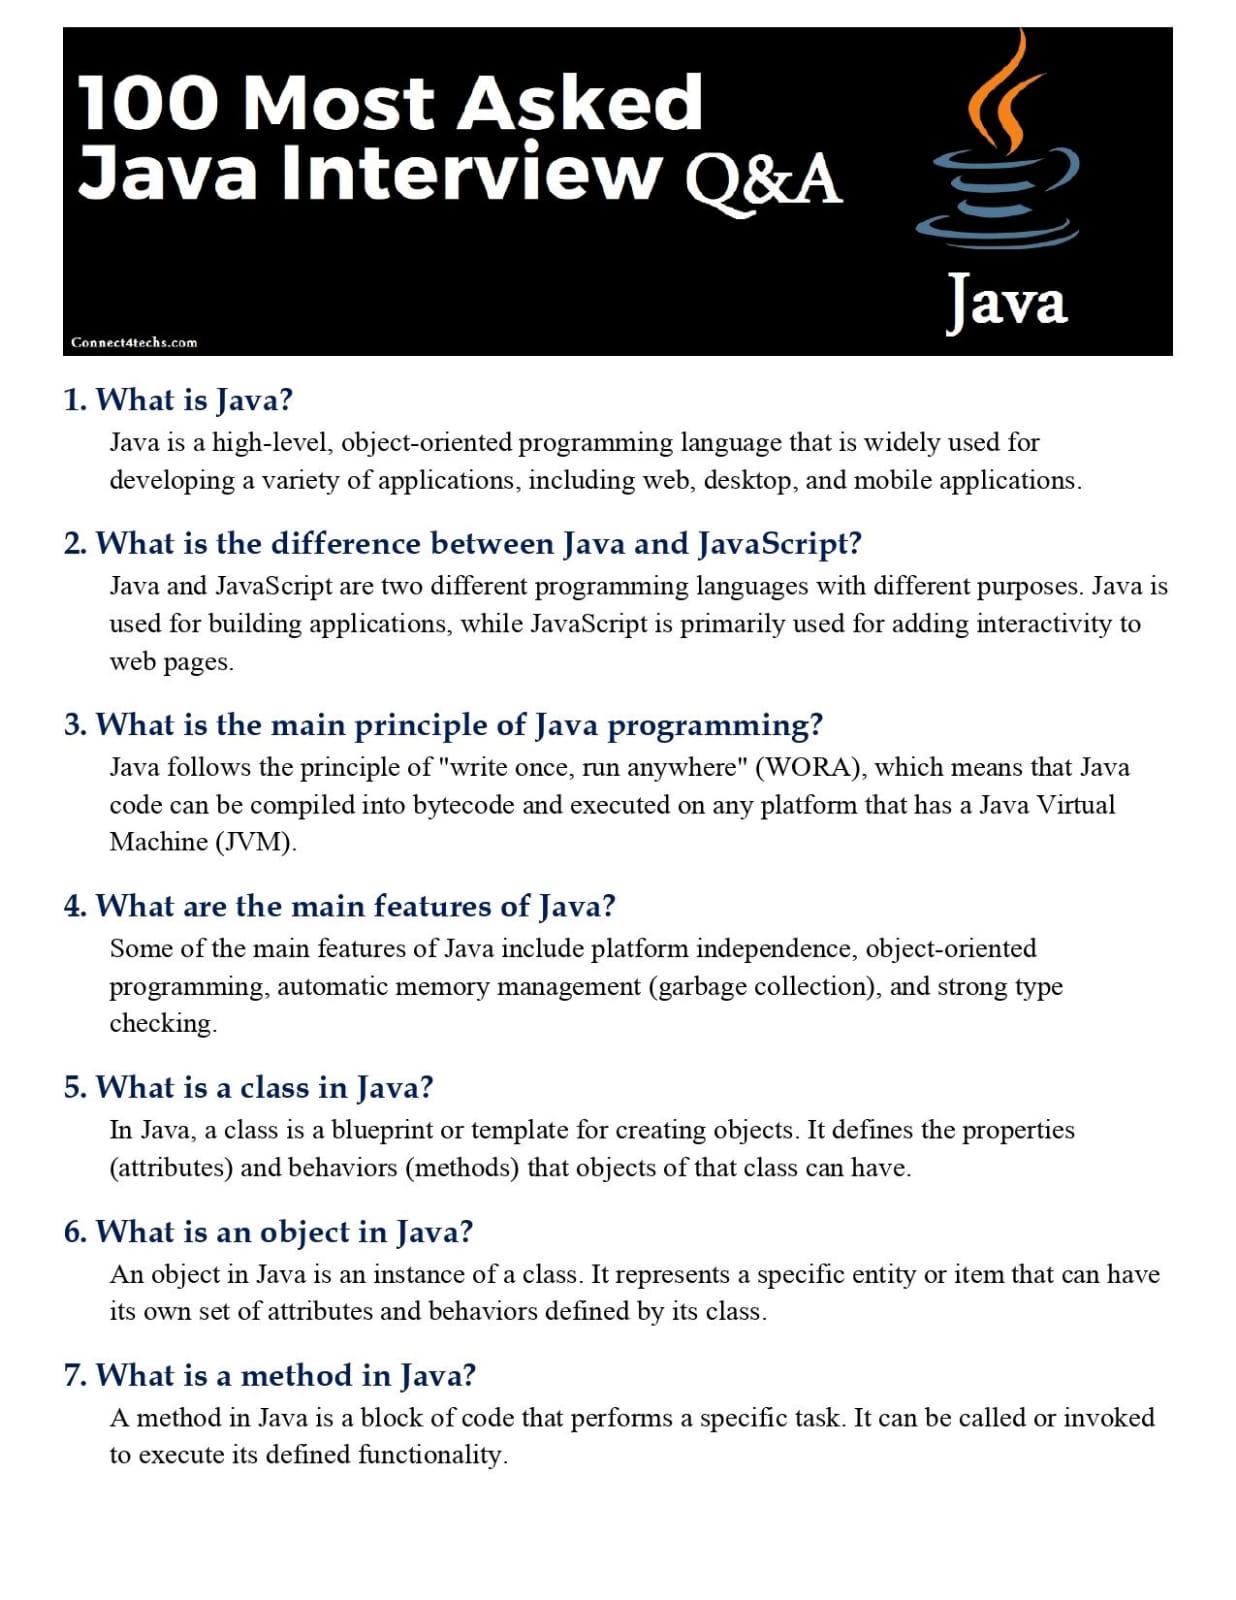 100 Most Asked
Java Interview Q&A
Java
Connect4techs.com
1. What is Java?
Java is a high-level, object-oriented programming language that is widely used for
developing a variety of applications, including web, desktop, and mobile applications.
2. What is the difference between Java and JavaScript?
Java and JavaScript are two different programming languages with different purposes. Java is
used for building applications, while JavaScript is primarily used for adding interactivity to
web pages.
3. What is the main principle of Java programming?
Java follows the principle of "write once, run anywhere" (WORA), which means that Java
code can be compiled into bytecode and executed on any platform that has a Java Virtual
Machine (JVM).
4. What are the main features of Java?
Some of the main features of Java include platform independence, object-oriented
programming, automatic memory management (garbage collection), and strong type
checking.
5. What is a class in Java?
In Java, a class is a blueprint or template for creating objects. It defines the properties
(attributes) and behaviors (methods) that objects of that class can have.
6. What is an object in Java?
An object in Java is an instance of a class. It represents a specific entity or item that can have
its own set of attributes and behaviors defined by its class.
7. What is a method in Java?
A method in Java is a block of code that performs a specific task. It can be called or invoked
to execute its defined functionality.